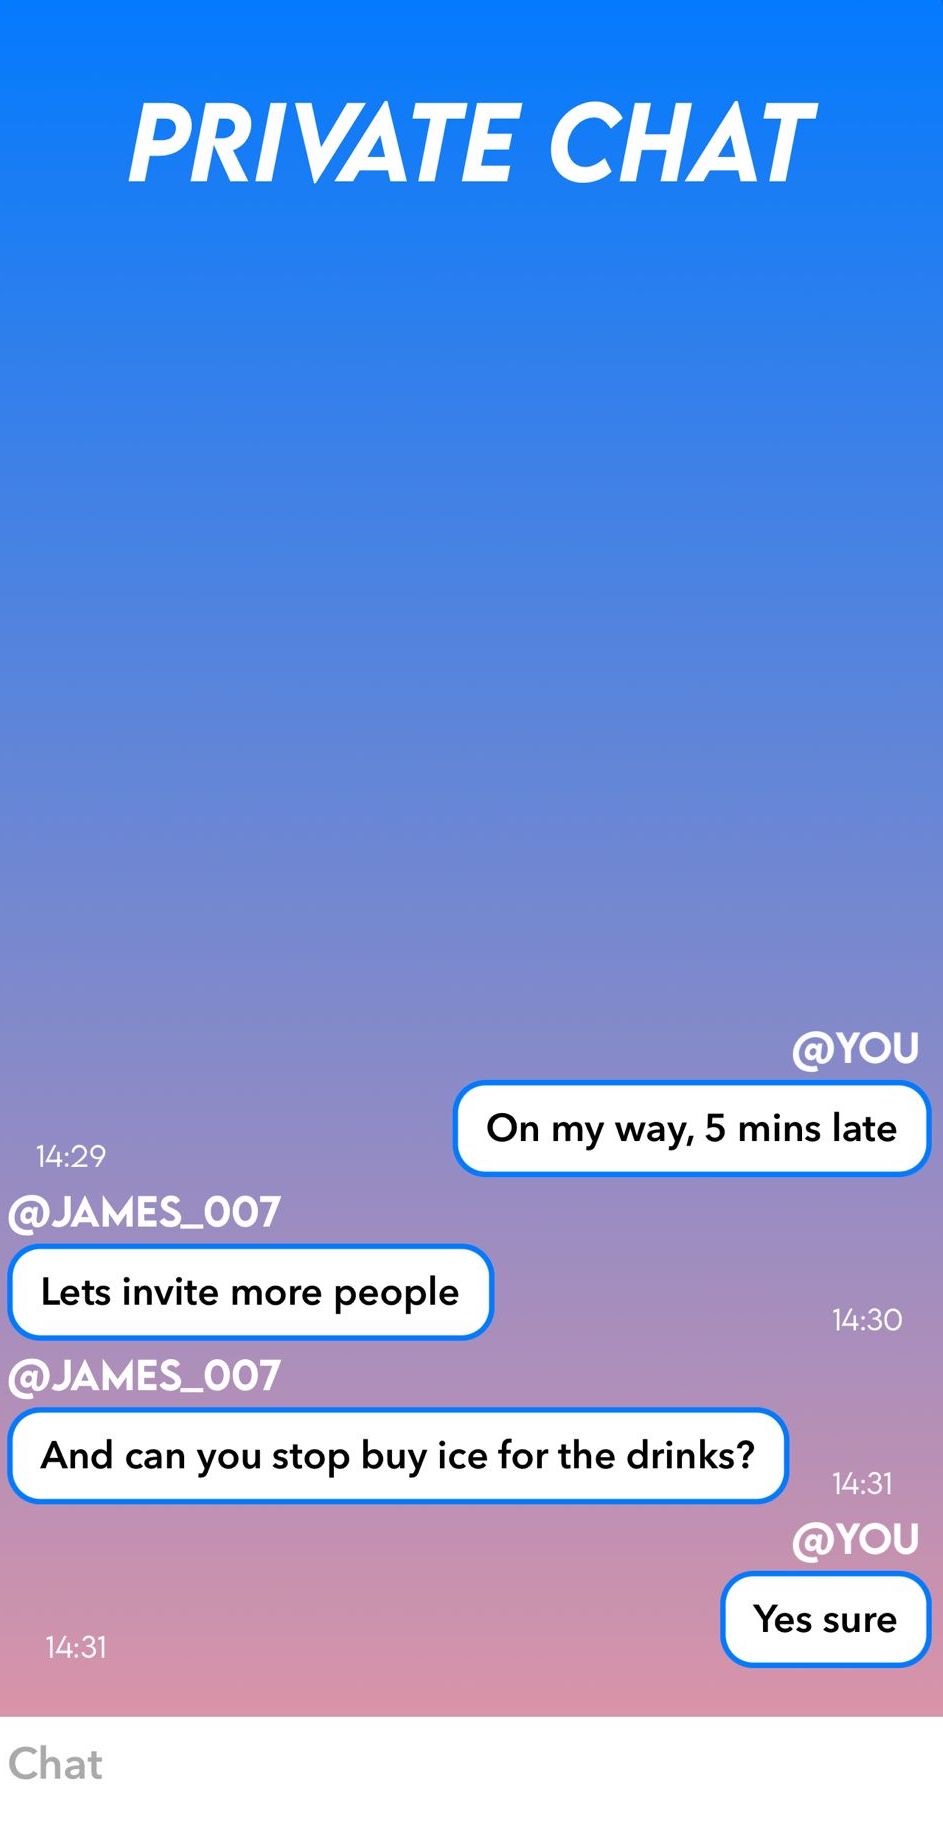 PRIVATE CHAT
@YOU
On my way, 5 mins late
14:29
@JAMES_007
Lets invite more people
14:30
@JAMES_007
And can you stop buy ice for the drinks?
14:31
@YOU
Yes sure
14:31
Chat